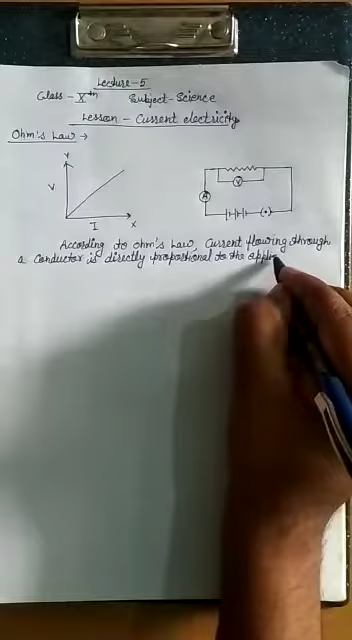 Lecture-5
Class - Xth Subject-Science
Lesson - Current electricity
Ohm's Law →
Y
V
I
X
V
A
According to ohm's Law, Current flowing through
a Conductor is directly proportional to the applie